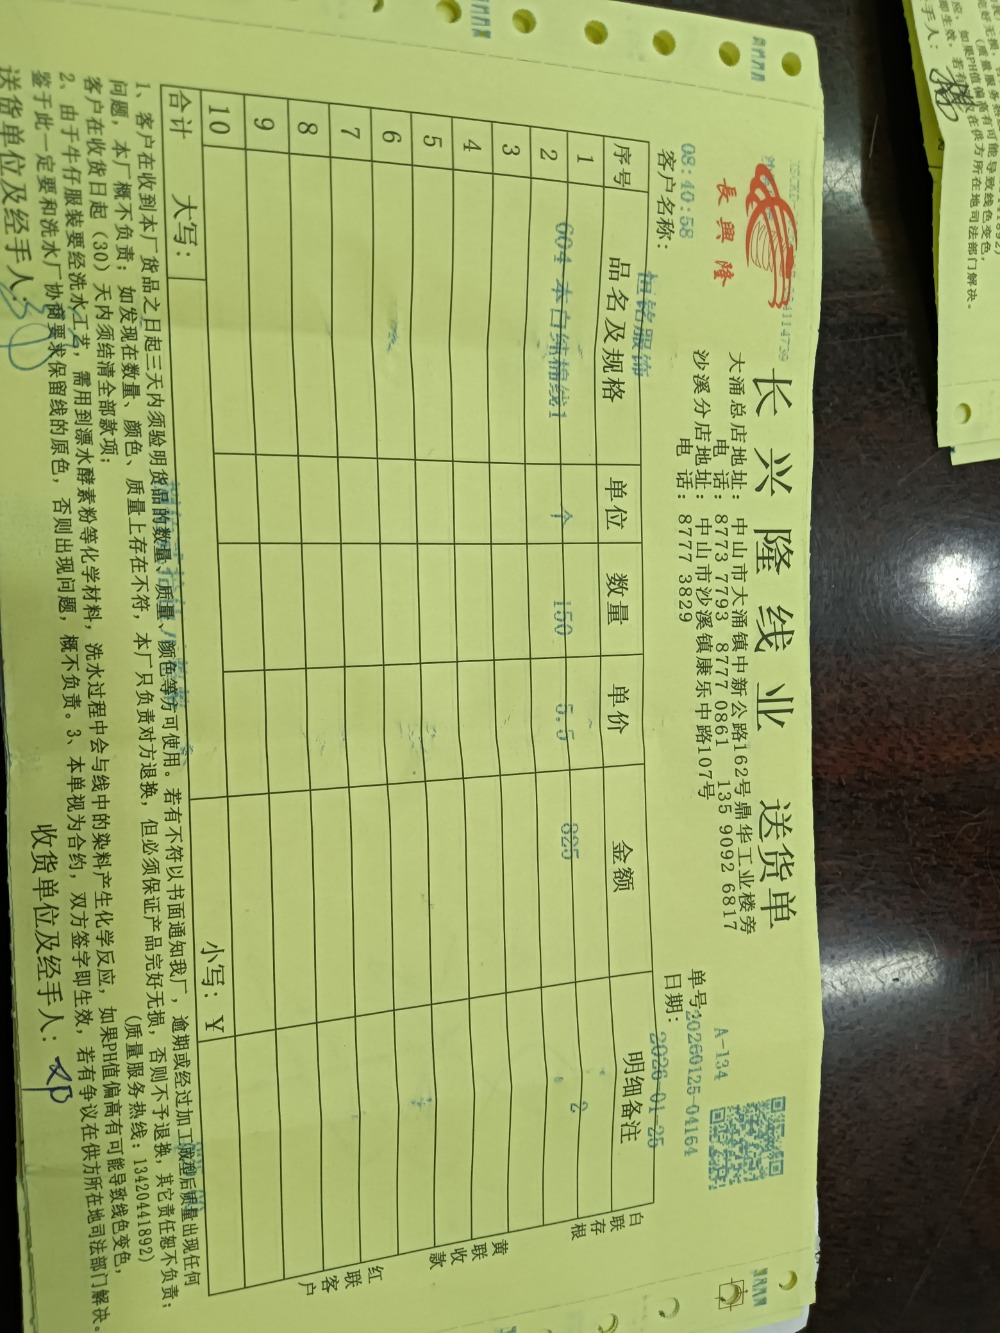 長興隆
长兴隆线业 送货单
大涌总店地址：中山市大涌镇中新公路162号鼎华工业楼旁
电话：8773 7793 8777 0861 135 9092 6817
沙溪分店地址：中山市沙溪镇康乐中路107号
电话：8777 3829
A-134
单号：20260125-04164
日期：2026-01-25
08:40:58
客户名称：恒铭服饰
序号 品名及规格 单位 数量 单价 金额 明细备注
1 604 本白纯棉线1 个 150 5.5 825 2
2
3
4
5
6
7
8
9
10
合计 大写： 小写：￥
白联存根
黄联收款
红联客户
1、客户在收到本厂货品之日起三天内须验明货品的数量、质量、颜色等方可使用。若有不符以书面通知我厂，逾期或经过加工或整后质量出现任何
问题，本厂概不负责；如发现在数量、颜色、质量上存在不符，本厂只负责对方退换，但必须保证产品完好无损，否则不予退换，其它责任恕不负责；
客户在收货日起（30）天内须结清全部款项；
（质量服务热线：13420441892）
2、由于牛仔服装要经洗水工艺，需用到漂水酵素粉等化学材料，洗水过程中会与线中的染料产生化学反应，如果PH值偏高有可能导致线色变色，
鉴于此一定要和洗水厂协商要求保留线的原色，否则出现问题，概不负责。3、本单视为合约，双方签字即生效，若有争议在供方所在地司法部门解决。
送货单位及经手人：
收货单位及经手人：